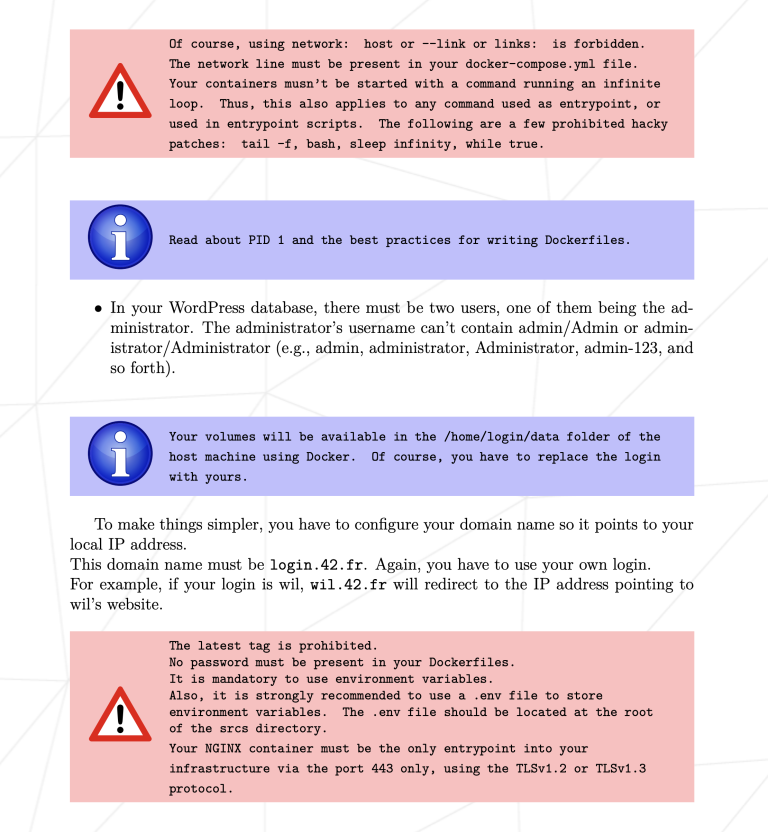 Of course, using network: host or --link or links: is forbidden.
The network line must be present in your docker-compose.yml file.
Your containers musn't be started with a command running an infinite
loop. Thus, this also applies to any command used as entrypoint, or
used in entrypoint scripts. The following are a few prohibited hacky
patches: tail -f, bash, sleep infinity, while true.
Read about PID 1 and the best practices for writing Dockerfiles.
• In your WordPress database, there must be two users, one of them being the ad-
ministrator. The administrator's username can't contain admin/Admin or admin-
istrator/Administrator (e.g., admin, administrator, Administrator, admin-123, and
so forth).
Your volumes will be available in the /home/login/data folder of the
host machine using Docker. Of course, you have to replace the login
with yours.
To make things simpler, you have to configure your domain name so it points to your
local IP address.
This domain name must be login.42.fr. Again, you have to use your own login.
For example, if your login is wil, wil.42.fr will redirect to the IP address pointing to
wil's website.
The latest tag is prohibited.
No password must be present in your Dockerfiles.
It is mandatory to use environment variables.
Also, it is strongly recommended to use a .env file to store
environment variables. The .env file should be located at the root
of the srcs directory.
Your NGINX container must be the only entrypoint into your
infrastructure via the port 443 only, using the TLSv1.2 or TLSv1.3
protocol.